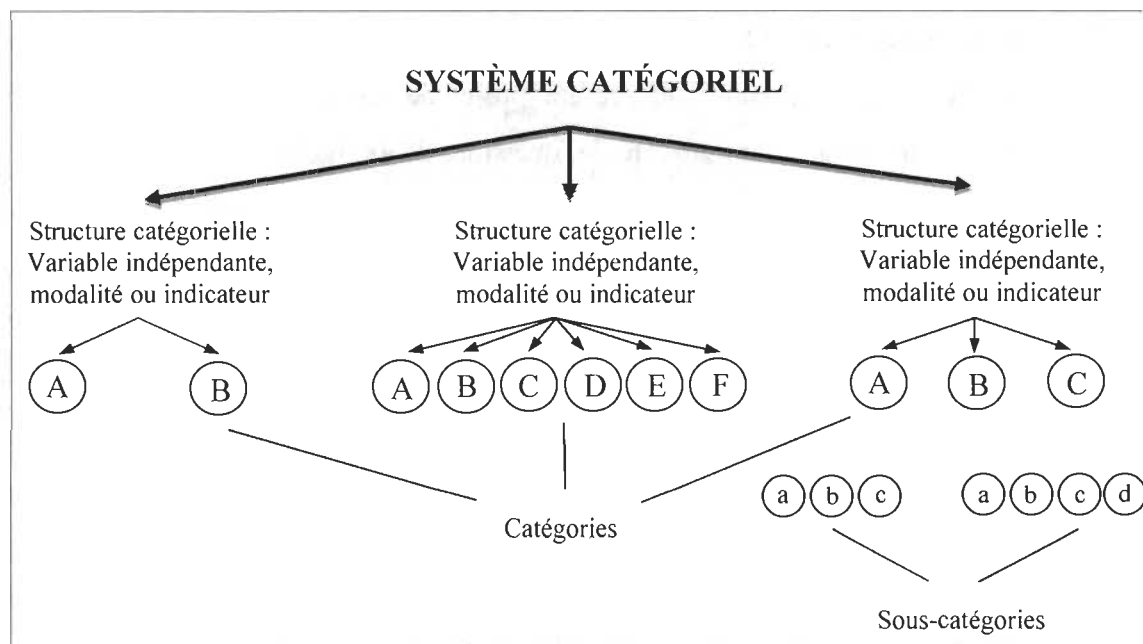 SYSTÈME CATÉGORIEL
Structure catégorielle :
Variable indépendante,
modalité ou indicateur
Structure catégorielle :
Variable indépendante,
modalité ou indicateur
Structure catégorielle :
Variable indépendante,
modalité ou indicateur
A B
A B C D E F
A B C
a b c
a b c d
Catégories
Sous-catégories